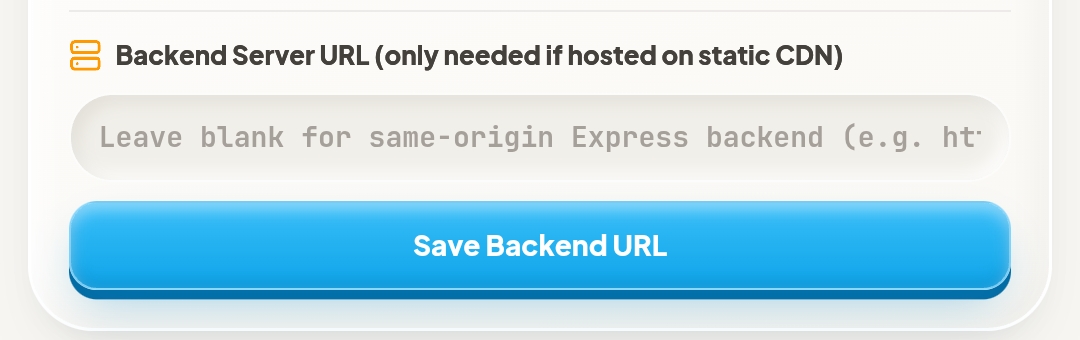 Backend Server URL (only needed if hosted on static CDN)
Leave blank for same-origin Express backend (e.g.
Save Backend URL